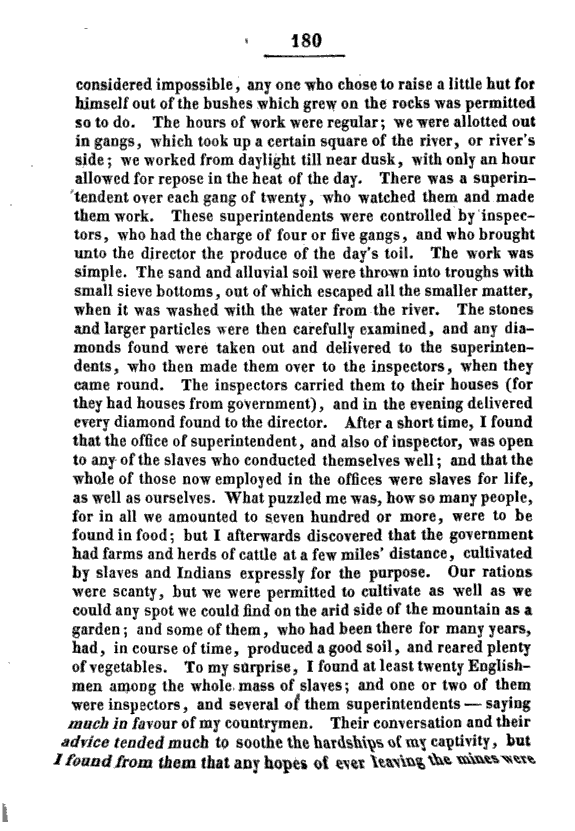 180
considered impossible, any one who chose to raise a little hut for
himself out of the bushes which grew on the rocks was permitted
so to do. The hours of work were regular; we were allotted out
in gangs, which took up a certain square of the river, or river's
side; we worked from daylight till near dusk, with only an hour
allowed for repose in the heat of the day. There was a superin-
tendent over each gang of twenty, who watched them and made
them work. These superintendents were controlled by inspec-
tors, who had the charge of four or five gangs, and who brought
unto the director the produce of the day's toil. The work was
simple. The sand and alluvial soil were thrown into troughs with
small sieve bottoms, out of which escaped all the smaller matter,
when it was washed with the water from the river. The stones
and larger particles were then carefully examined, and any dia-
monds found were taken out and delivered to the superinten-
dents, who then made them over to the inspectors, when they
came round. The inspectors carried them to their houses (for
they had houses from government), and in the evening delivered
every diamond found to the director. After a short time, I found
that the office of superintendent, and also of inspector, was open
to any of the slaves who conducted themselves well; and that the
whole of those now employed in the offices were slaves for life,
as well as ourselves. What puzzled me was, how so many people,
for in all we amounted to seven hundred or more, were to be
found in food; but I afterwards discovered that the government
had farms and herds of cattle at a few miles' distance, cultivated
by slaves and Indians expressly for the purpose. Our rations
were scanty, but we were permitted to cultivate as well as we
could any spot we could find on the arid side of the mountain as a
garden; and some of them, who had been there for many years,
had, in course of time, produced a good soil, and reared plenty
of vegetables. To my surprise, I found at least twenty English-
men among the whole mass of slaves; and one or two of them
were inspectors, and several of them superintendents — saying
much in favour of my countrymen. Their conversation and their
advice tended much to soothe the hardships of my captivity, but
I found from them that any hopes of ever leaving the mines were